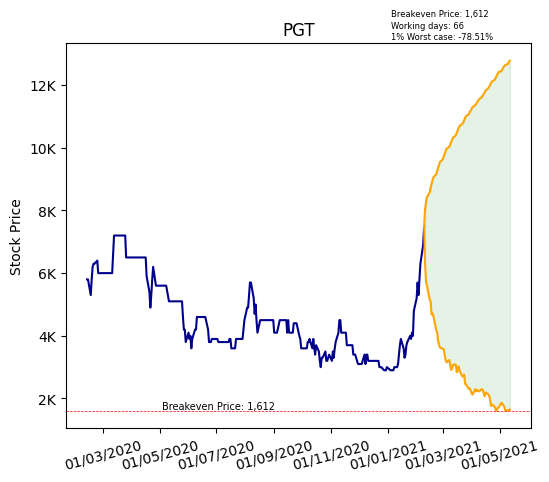 Breakeven Price: 1,612
Working days: 66
1% Worst case: -78.51%
PGT
Stock Price
12K
10K
8K
6K
4K
2K
Breakeven Price: 1,612
01/03/2020
01/05/2020
01/07/2020
01/09/2020
01/11/2020
01/01/2021
01/03/2021
01/05/2021